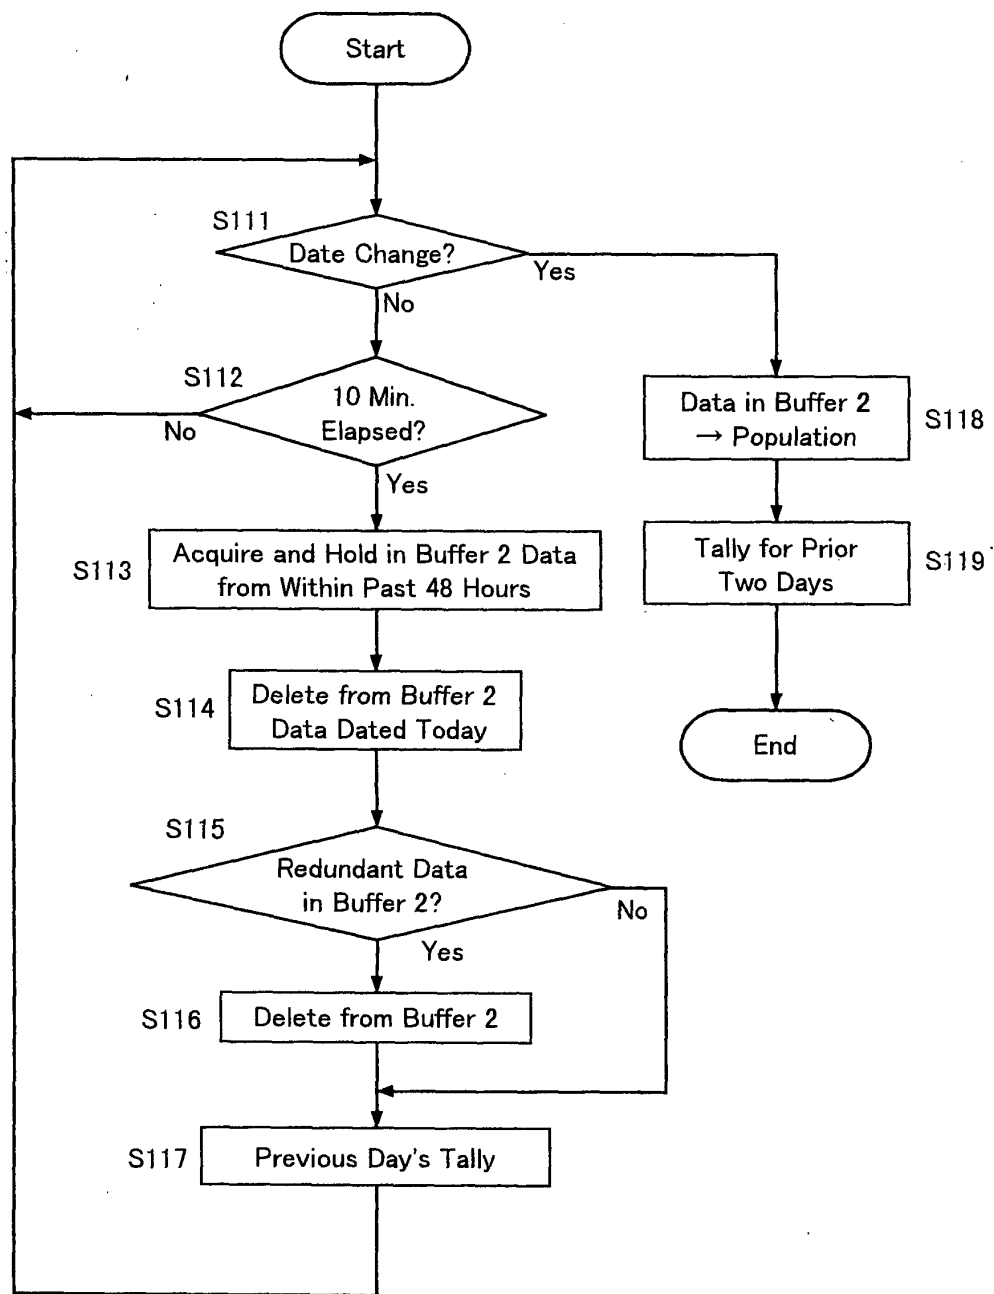 Start
S111
Date Change?
Yes
No
S112
10 Min.
Elapsed?
No
Yes
Data in Buffer 2
→ Population
S118
S113
Acquire and Hold in Buffer 2 Data
from Within Past 48 Hours
Tally for Prior
Two Days
S119
S114
Delete from Buffer 2
Data Dated Today
End
S115
Redundant Data
in Buffer 2?
No
Yes
S116
Delete from Buffer 2
S117
Previous Day's Tally